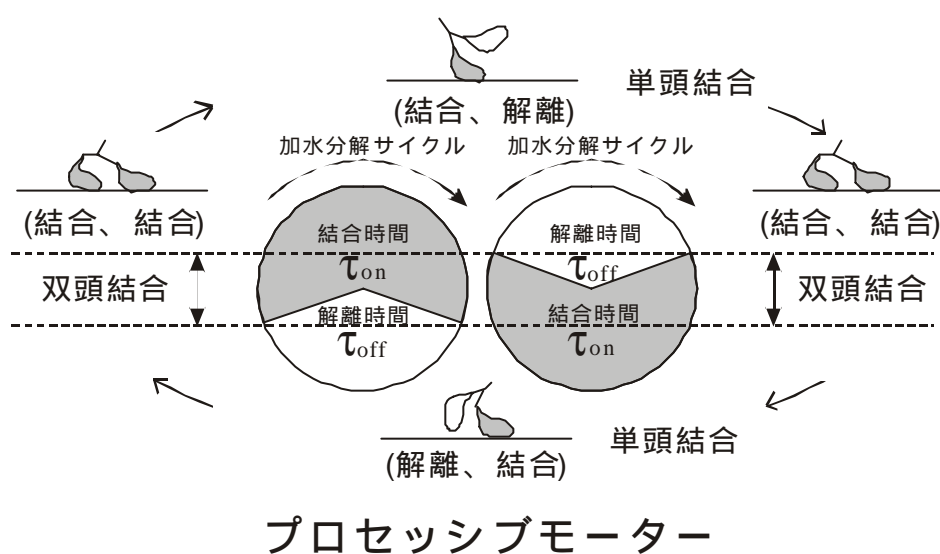 単頭結合
(結合、解離)
加水分解サイクル
加水分解サイクル
(結合、結合)
結合時間
τon
解離時間
τoff
(結合、結合)
双頭結合
解離時間
τoff
結合時間
τon
双頭結合
(解離、結合)
単頭結合
プロセッシブモーター